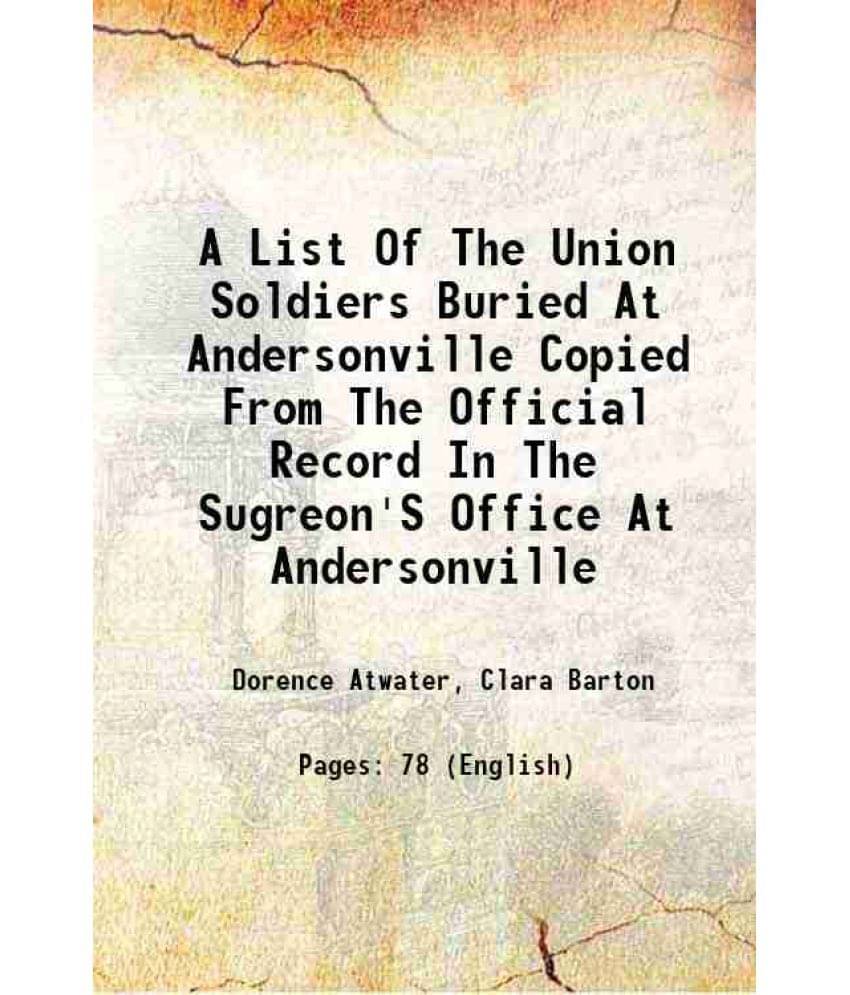 A List Of The Union
Soldiers Buried At
Andersonville Copied
From The Official
Record In The
Sugreon'S Office At
Andersonville
Dorence Atwater, Clara Barton
Pages: 78 (English)